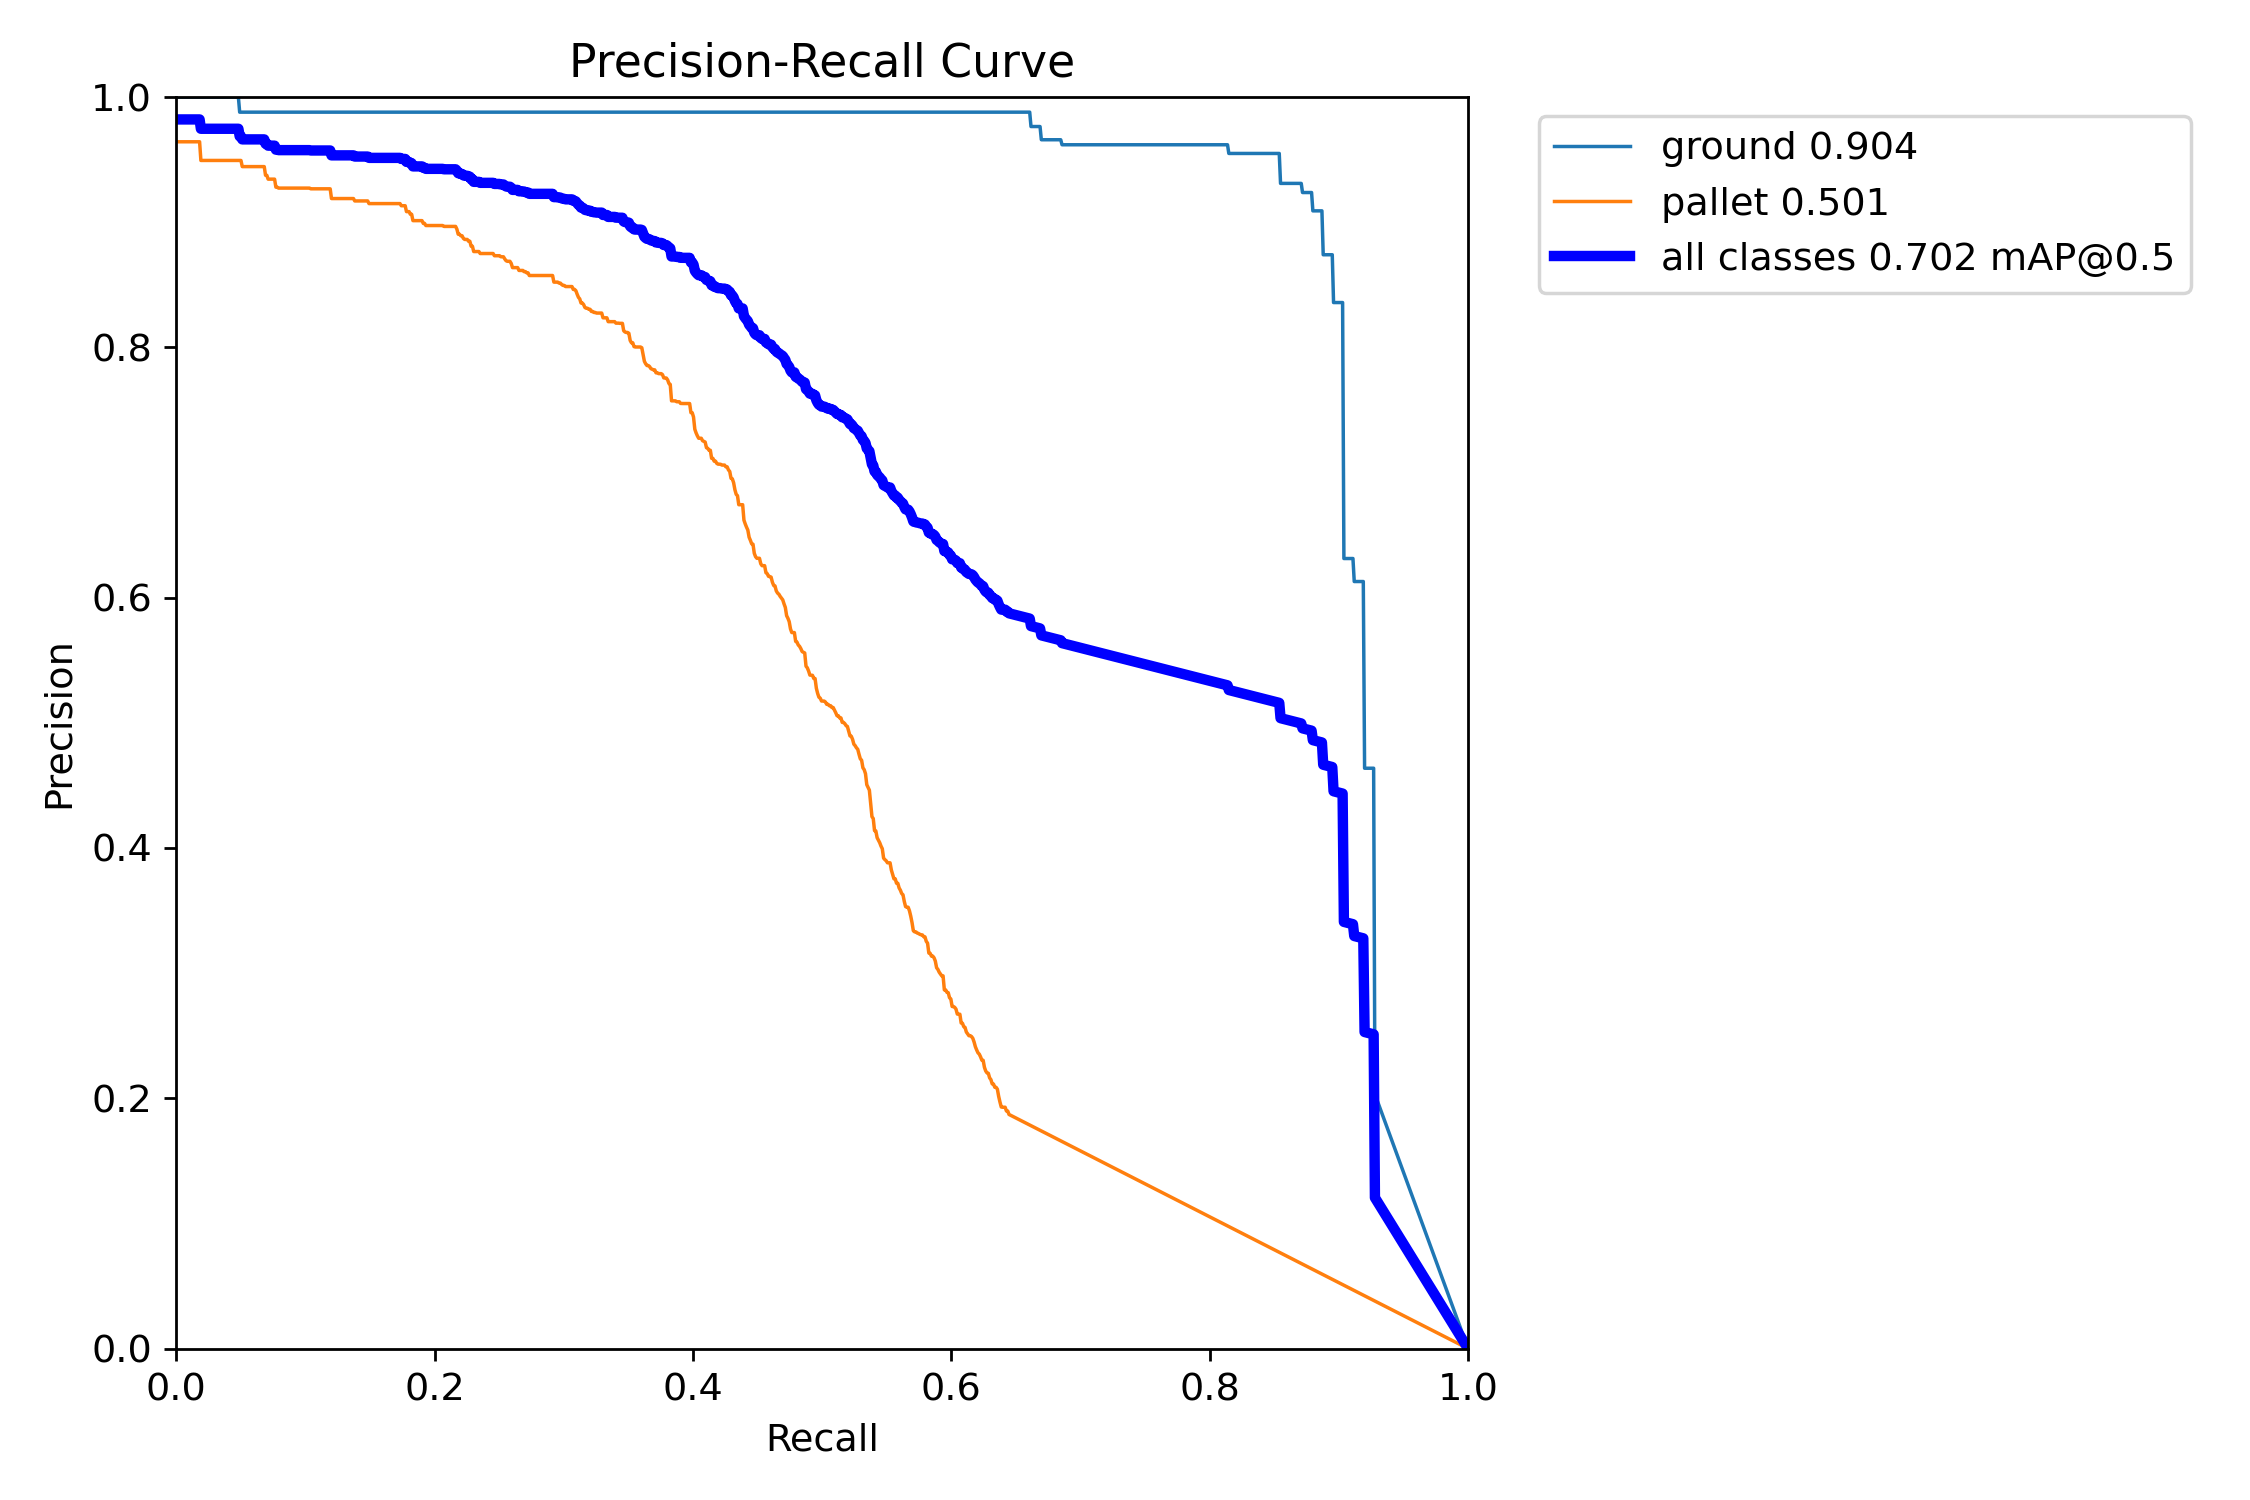 Precision-Recall Curve
1.0
0.8
0.6
0.4
0.2
0.0
Precision
0.0 0.2 0.4 0.6 0.8 1.0
Recall
ground 0.904
pallet 0.501
all classes 0.702 mAP@0.5